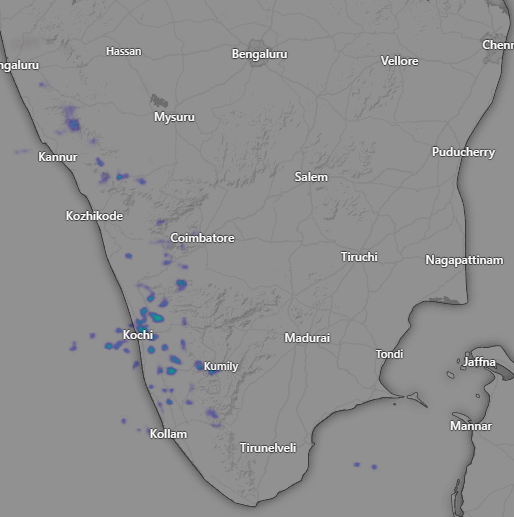 Hassan
Bengaluru
Chenn
Vellore
ngaluru
Mysuru
Kannur
Puducherry
Salem
Kozhikode
Coimbatore
Tiruchi
Nagapattinam
Kochi
Madurai
Tondi
Kumily
Jaffna
Mannar
Kollam
Tirunelveli